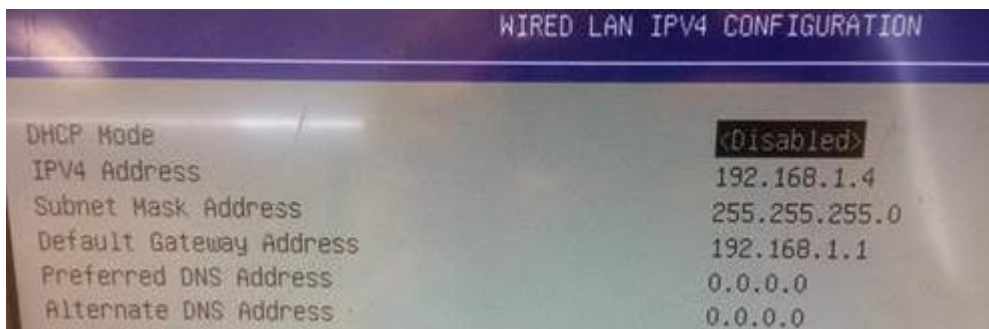 WIRED LAN IPV4 CONFIGURATION
DHCP Mode <Disabled>
IPV4 Address 192.168.1.4
Subnet Mask Address 255.255.255.0
Default Gateway Address 192.168.1.1
Preferred DNS Address 0.0.0.0
Alternate DNS Address 0.0.0.0